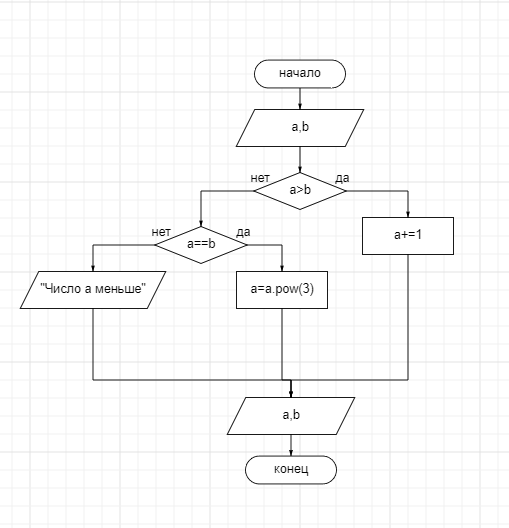 начало
a,b
нет
a>b
да
нет
a==b
да
a+=1
"Число a меньше"
a=a.pow(3)
a,b
конец